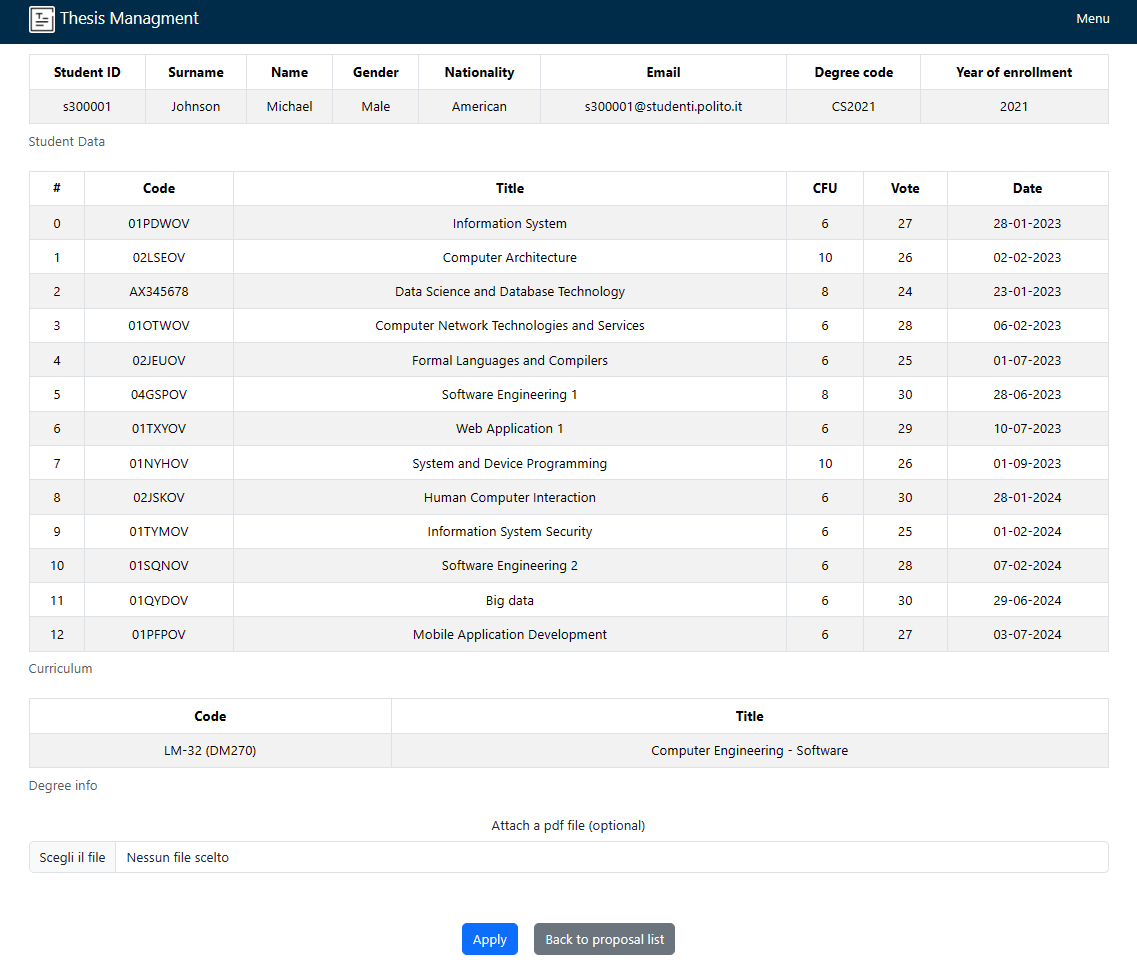 Thesis Managment Menu
Student ID Surname Name Gender Nationality Email Degree code Year of enrollment
s300001 Johnson Michael Male American s300001@studenti.polito.it CS2021 2021
Student Data
# Code Title CFU Vote Date
0 01PDWOV Information System 6 27 28-01-2023
1 02LSEOV Computer Architecture 10 26 02-02-2023
2 AX345678 Data Science and Database Technology 8 24 23-01-2023
3 01OTWOV Computer Network Technologies and Services 6 28 06-02-2023
4 02JEUOV Formal Languages and Compilers 6 25 01-07-2023
5 04GSPOV Software Engineering 1 8 30 28-06-2023
6 01TXYOV Web Application 1 6 29 10-07-2023
7 01NYHOV System and Device Programming 10 26 01-09-2023
8 02JSKOV Human Computer Interaction 6 30 28-01-2024
9 01TYMOV Information System Security 6 25 01-02-2024
10 01SQNOV Software Engineering 2 6 28 07-02-2024
11 01QYDOV Big data 6 30 29-06-2024
12 01PFPOV Mobile Application Development 6 27 03-07-2024
Curriculum
Code Title
LM-32 (DM270) Computer Engineering - Software
Degree info
Attach a pdf file (optional)
Scegli il file Nessun file scelto
Apply Back to proposal list